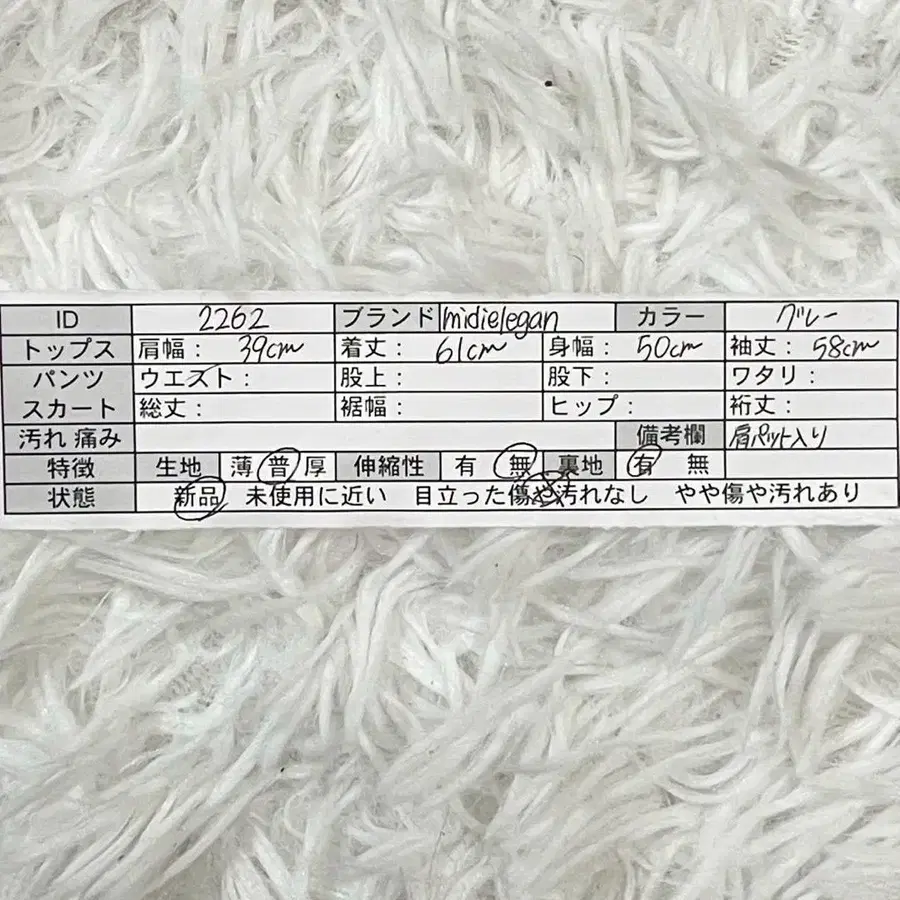 ID 2262 ブランド midielegan カラー グレー
トップス 肩幅： 39cm 着丈： 61cm 身幅： 50cm 袖丈： 58cm
パンツ ウエスト： 股上： 股下： ワタリ：
スカート 総丈： 裾幅： ヒップ： 裄丈：
汚れ 痛み 備考欄 肩パット入り
特徴 生地 薄 普 厚 伸縮性 有 無 裏地 有 無
状態 新品 未使用に近い 目立った傷や汚れなし やや傷や汚れあり